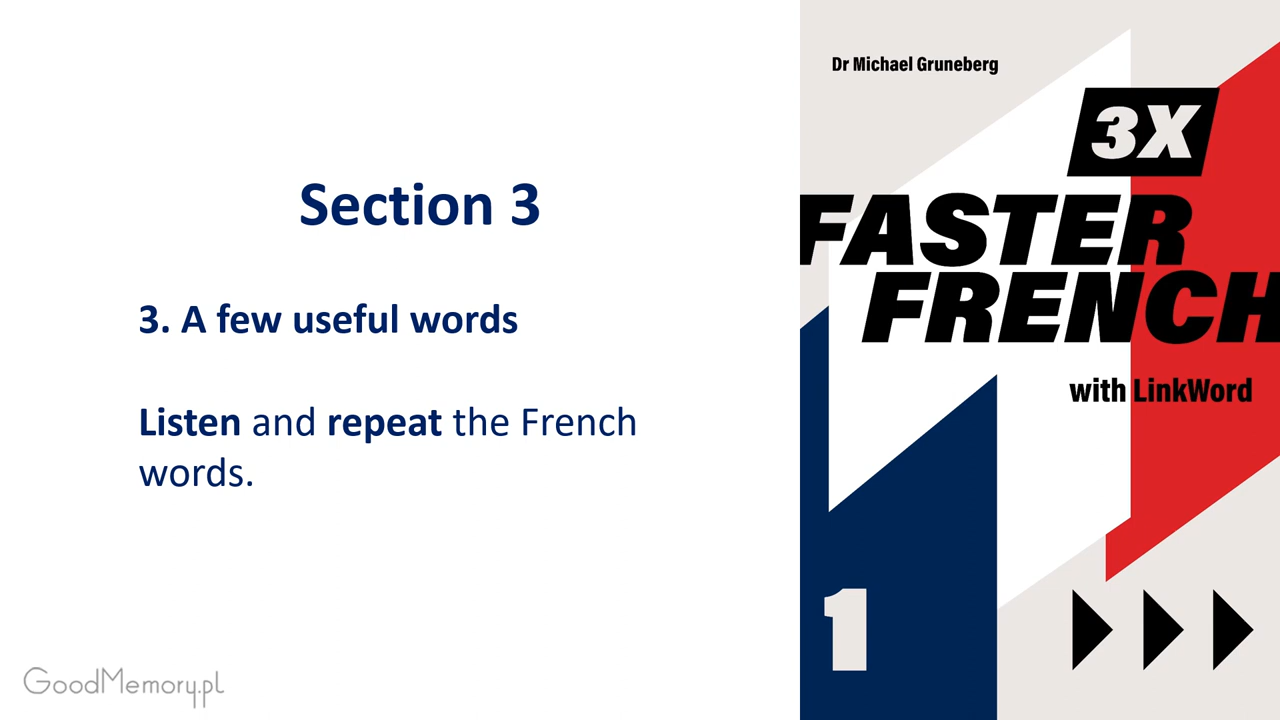 Section 3
3. A few useful words
Listen and repeat the French
words.
GoodMemory.pl
Dr Michael Gruneberg
3X
FASTER
FRENCH
with LinkWord
1